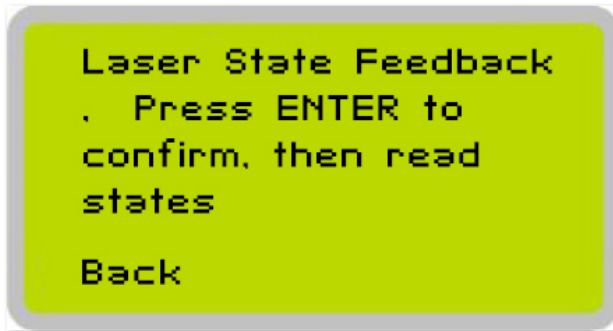 Laser State Feedback
. Press ENTER to
confirm, then read
states
Back